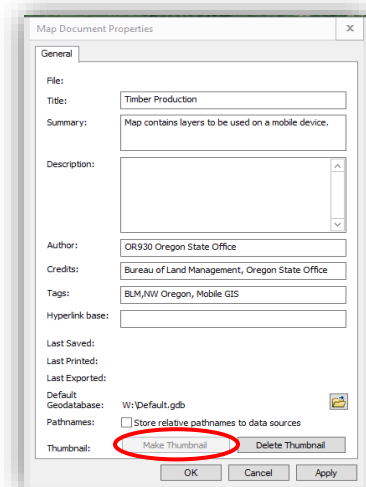 Map Document Properties
x
General
File:
Title: Timber Production
Summary: Map contains layers to be used on a mobile device.
Description:
Author: OR930 Oregon State Office
Credits: Bureau of Land Management, Oregon State Office
Tags: BLM,NW Oregon, Mobile GIS
Hyperlink base:
Last Saved:
Last Printed:
Last Exported:
Default
Geodatabase: W:\Default.gdb
Pathnames: Store relative pathnames to data sources
Thumbnail: Make Thumbnail Delete Thumbnail
OK Cancel Apply